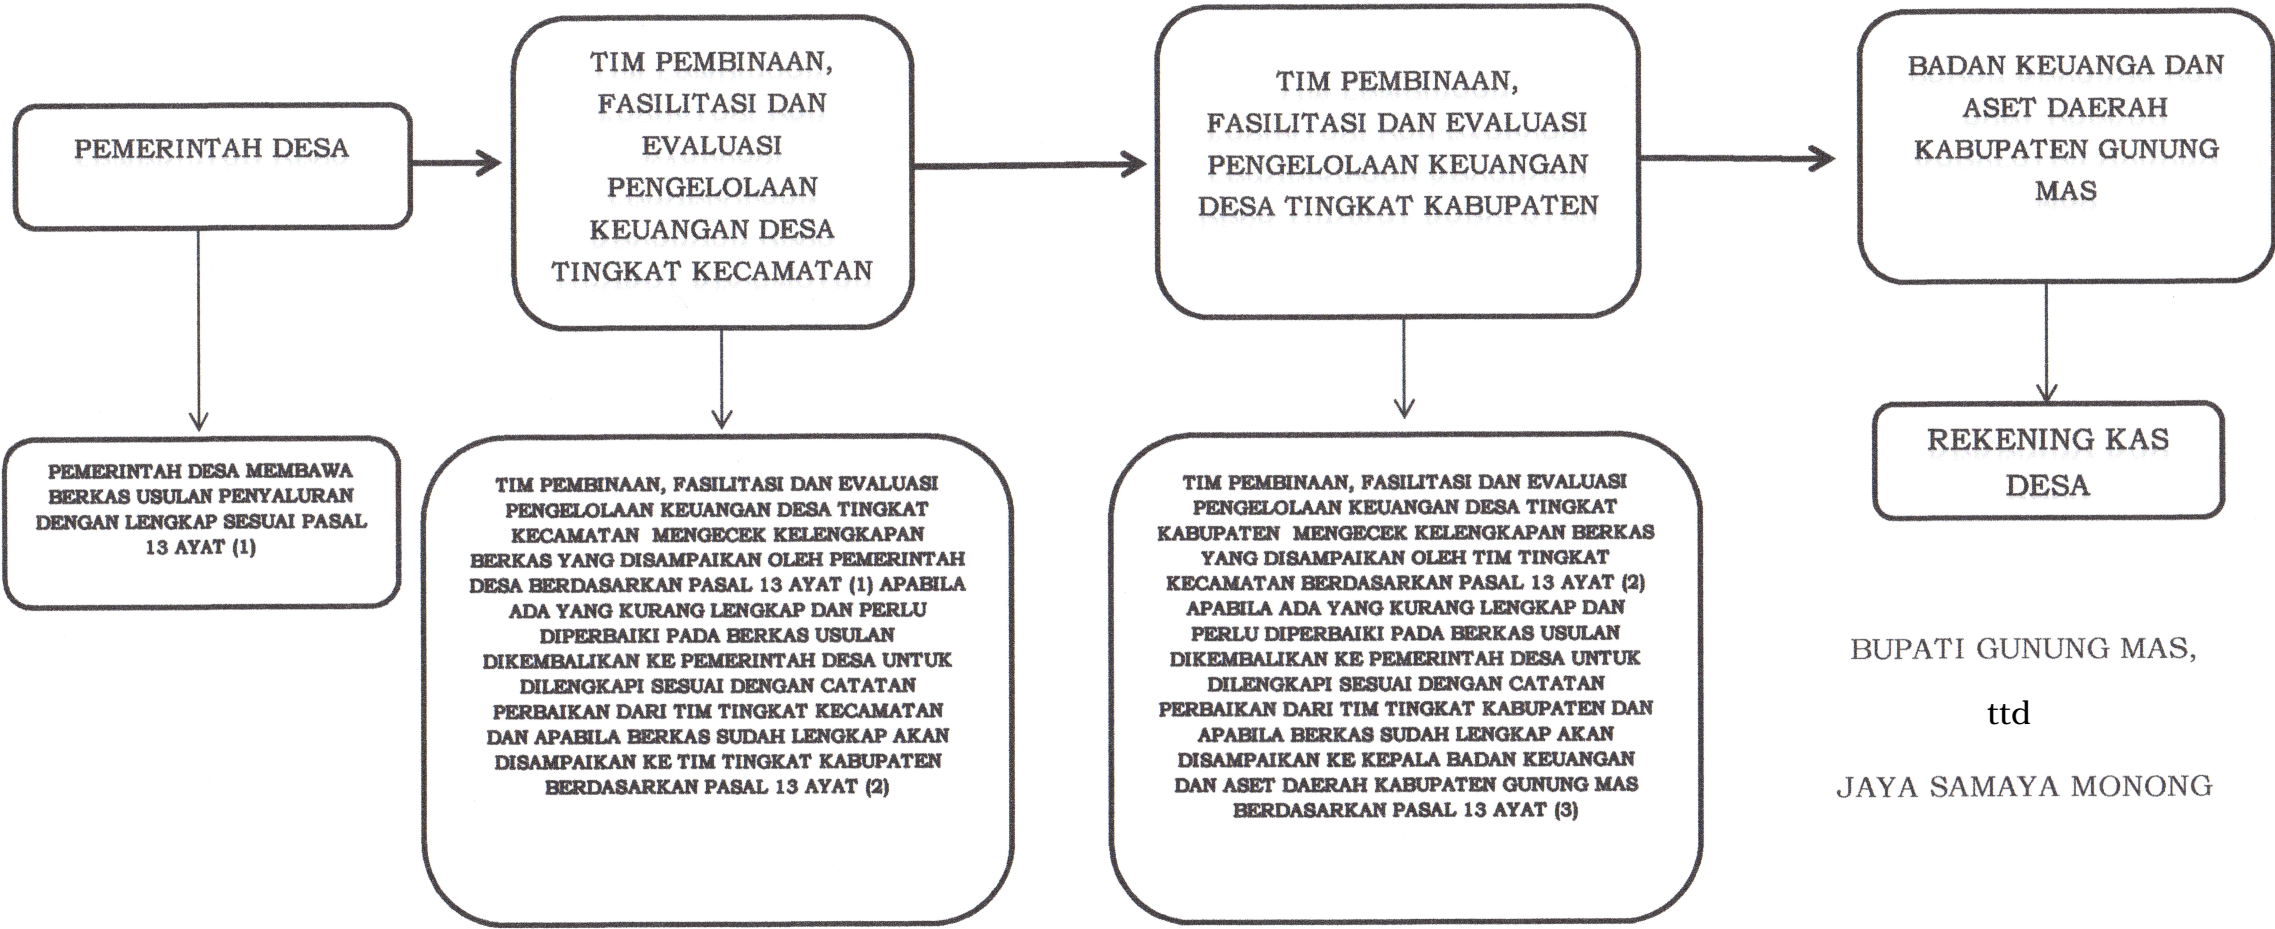 PEMERINTAH DESA
TIM PEMBINAAN,
FASILITASI DAN
EVALUASI
PENGELOLAAN
KEUANGAN DESA
TINGKAT KECAMATAN
TIM PEMBINAAN,
FASILITASI DAN EVALUASI
PENGELOLAAN KEUANGAN
DESA TINGKAT KABUPATEN
BADAN KEUANGA DAN
ASET DAERAH
KABUPATEN GUNUNG
MAS
PEMERINTAH DESA MEMBAWA
BERKAS USULAN PENYALURAN
DENGAN LENGKAP SESUAI PASAL
13 AYAT (1)
TIM PEMBINAAN, FASILITASI DAN EVALUASI
PENGELOLAAN KEUANGAN DESA TINGKAT
KECAMATAN MENGECEK KELENGKAPAN
BERKAS YANG DISAMPAIKAN OLEH PEMERINTAH
DESA BERDASARKAN PASAL 13 AYAT (1) APABILA
ADA YANG KURANG LENGKAP DAN PERLU
DIPERBAIKI PADA BERKAS USULAN
DIKEMBALIKAN KE PEMERINTAH DESA UNTUK
DILENGKAPI SESUAI DENGAN CATATAN
PERBAIKAN DARI TIM TINGKAT KECAMATAN
DAN APABILA BERKAS SUDAH LENGKAP AKAN
DISAMPAIKAN KE TIM TINGKAT KABUPATEN
BERDASARKAN PASAL 13 AYAT (2)
TIM PEMBINAAN, FASILITASI DAN EVALUASI
PENGELOLAAN KEUANGAN DESA TINGKAT
KABUPATEN MENGECEK KELENGKAPAN BERKAS
YANG DISAMPAIKAN OLEH TIM TINGKAT
KECAMATAN BERDASARKAN PASAL 13 AYAT (2)
APABILA ADA YANG KURANG LENGKAP DAN
PERLU DIPERBAIKI PADA BERKAS USULAN
DIKEMBALIKAN KE PEMERINTAH DESA UNTUK
DILENGKAPI SESUAI DENGAN CATATAN
PERBAIKAN DARI TIM TINGKAT KABUPATEN DAN
APABILA BERKAS SUDAH LENGKAP AKAN
DISAMPAIKAN KE KEPALA BADAN KEUANGAN
DAN ASET DAERAH KABUPATEN GUNUNG MAS
BERDASARKAN PASAL 13 AYAT (3)
REKENING KAS
DESA
BUPATI GUNUNG MAS,
ttd
JAYA SAMAYA MONONG